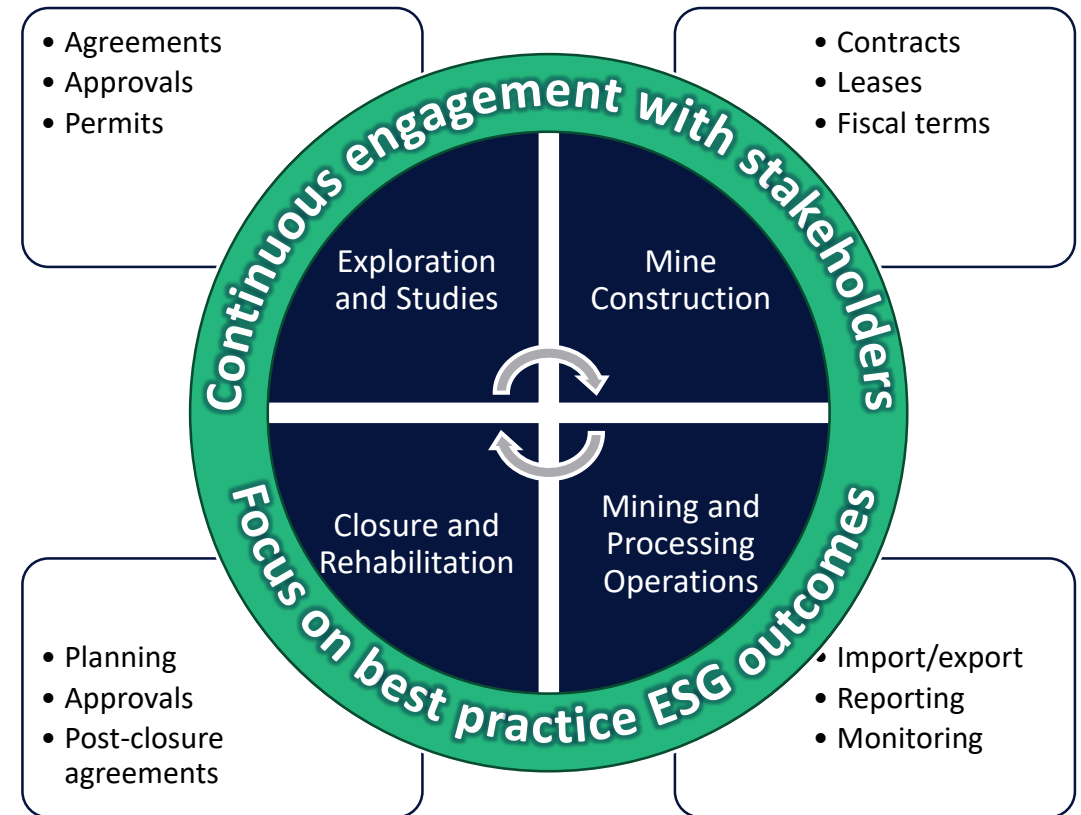 • Agreements
• Approvals
• Permits
• Contracts
• Leases
• Fiscal terms
Continuous engagement with stakeholders
Exploration
and Studies
Mine
Construction
Closure and
Rehabilitation
Mining and
Processing
Operations
Focus on best practice ESG outcomes
• Planning
• Approvals
• Post-closure
agreements
• Import/export
• Reporting
• Monitoring